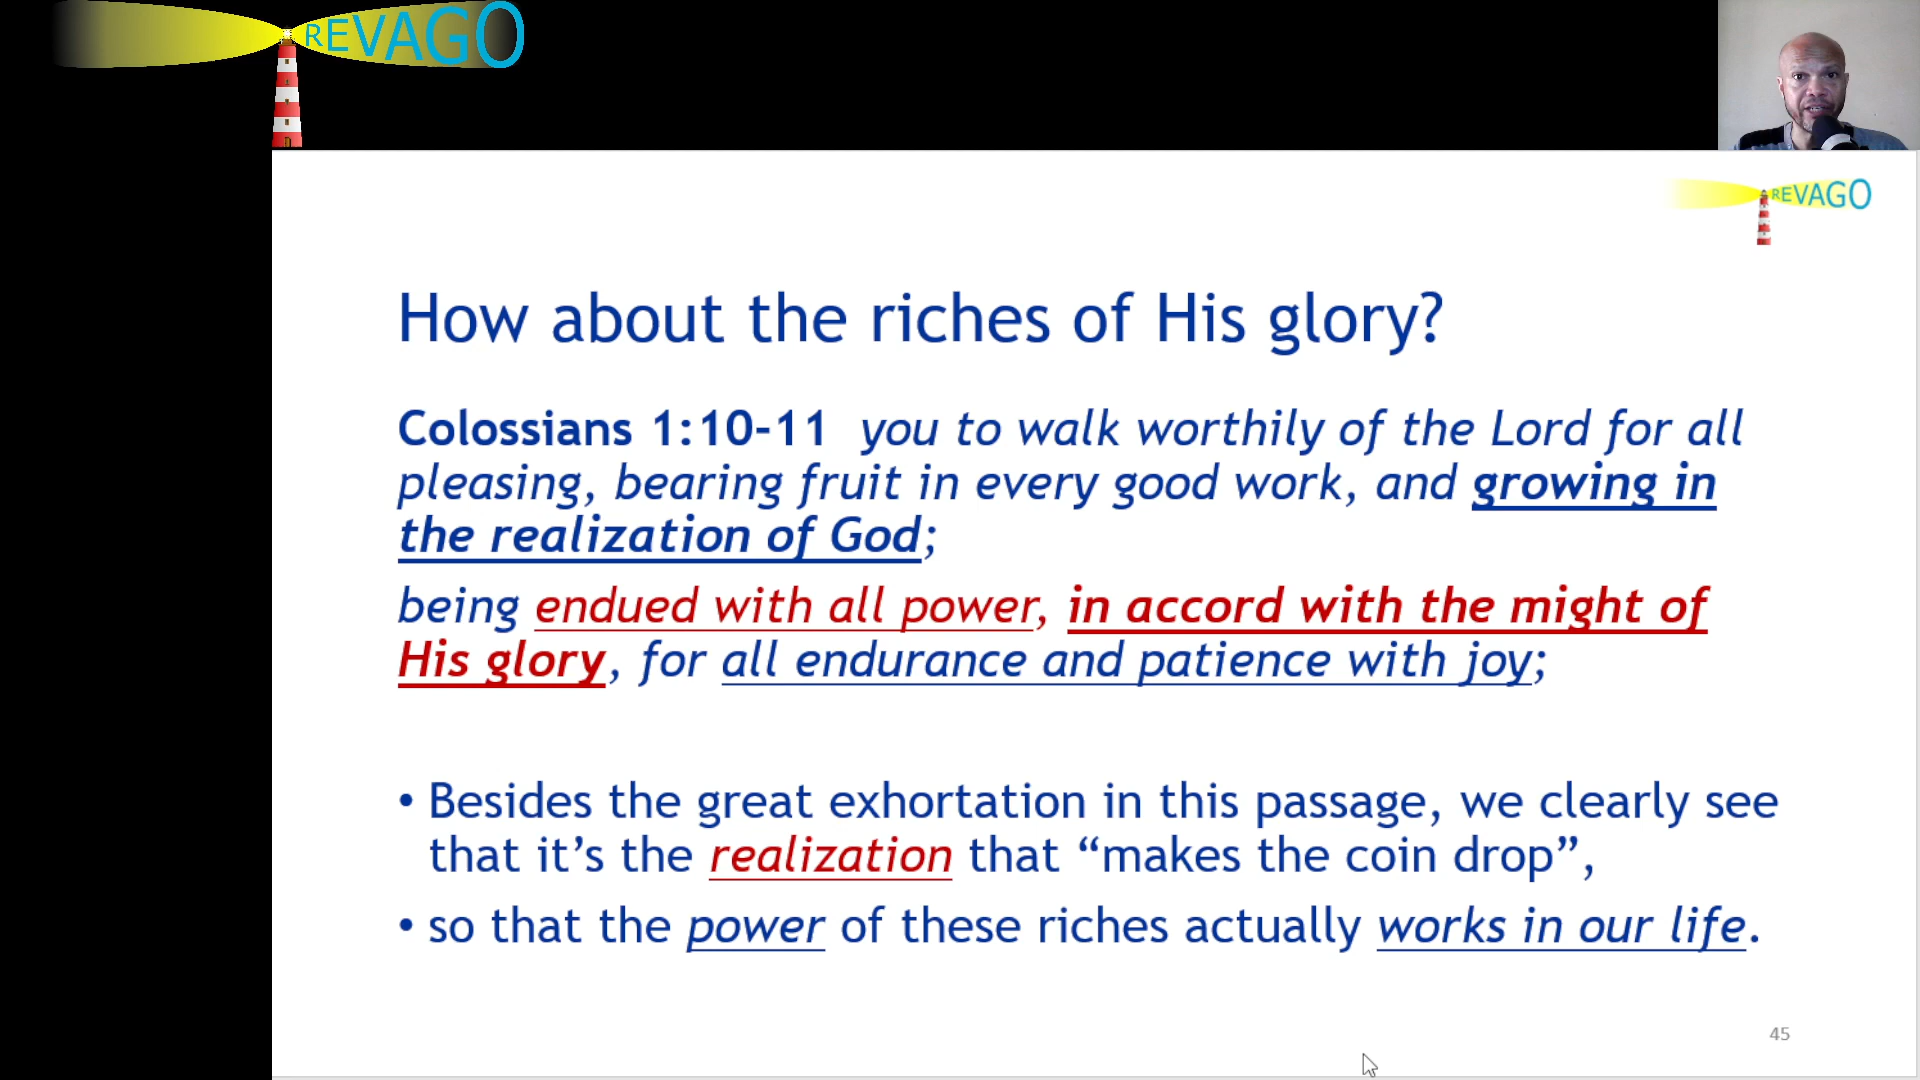 REVAGO
REVAGO
How about the riches of His glory?
Colossians 1:10-11 you to walk worthily of the Lord for all
pleasing, bearing fruit in every good work, and growing in
the realization of God;
being endued with all power, in accord with the might of
His glory, for all endurance and patience with joy;
• Besides the great exhortation in this passage, we clearly see
that it’s the realization that “makes the coin drop”,
• so that the power of these riches actually works in our life.
45